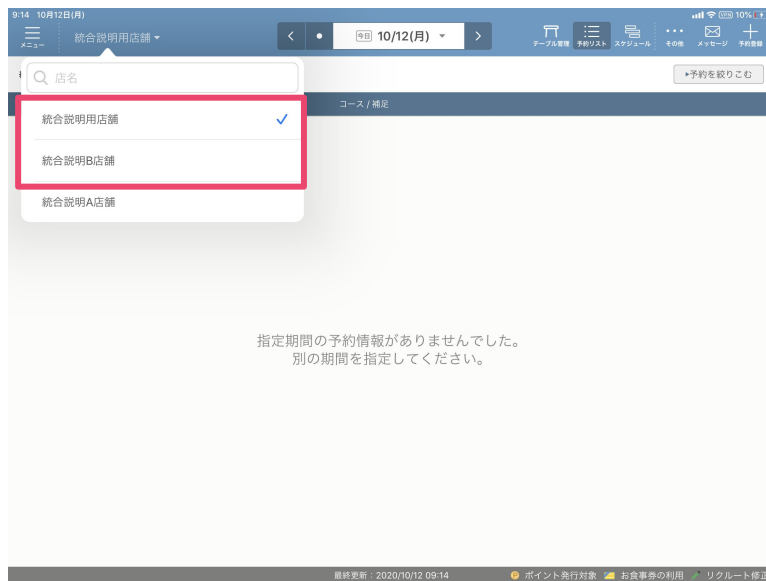 9:14 10月12日(月)
VPN 10%
メニュー
統合説明用店舗
今日 10/12(月)
テーブル管理 予約リスト スケジュール その他 メッセージ 予約登録
店名
▸予約を絞りこむ
コース / 補足
統合説明用店舗
統合説明B店舗
統合説明A店舗
指定期間の予約情報がありませんでした。
別の期間を指定してください。
最終更新：2020/10/12 09:14 P ポイント発行対象 お食事券の利用 リクルート修正